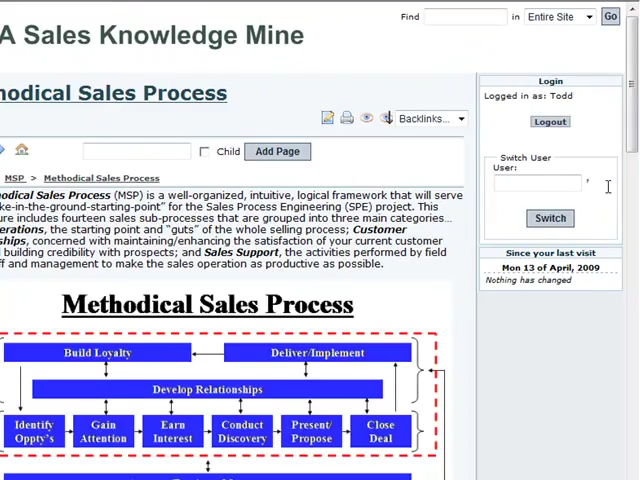 Find in Entire Site Go
A Sales Knowledge Mine
nodical Sales Process
Backlinks...
Child Add Page
MSP Methodical Sales Process
nodical Sales Process (MSP) is a well-organized, intuitive, logical framework that will serve
ke-in-the-ground-starting-point" for the Sales Process Engineering (SPE) project. This
ure includes fourteen sales sub-processes that are grouped into three main categories...
erations, the starting point and "guts" of the whole selling process; Customer
ships, concerned with maintaining/enhancing the satisfaction of your current customer
l building credibility with prospects; and Sales Support, the activities performed by field
ff and management to make the sales operation as productive as possible.
Methodical Sales Process
Build Loyalty
Deliver/Implement
Develop Relationships
Identify
Oppty's
Gain
Attention
Earn
Interest
Conduct
Discovery
Present/
Propose
Close
Deal
Login
Logged in as: Todd
Logout
Switch User
User:
Switch
Since your last visit
Mon 13 of April, 2009
Nothing has changed